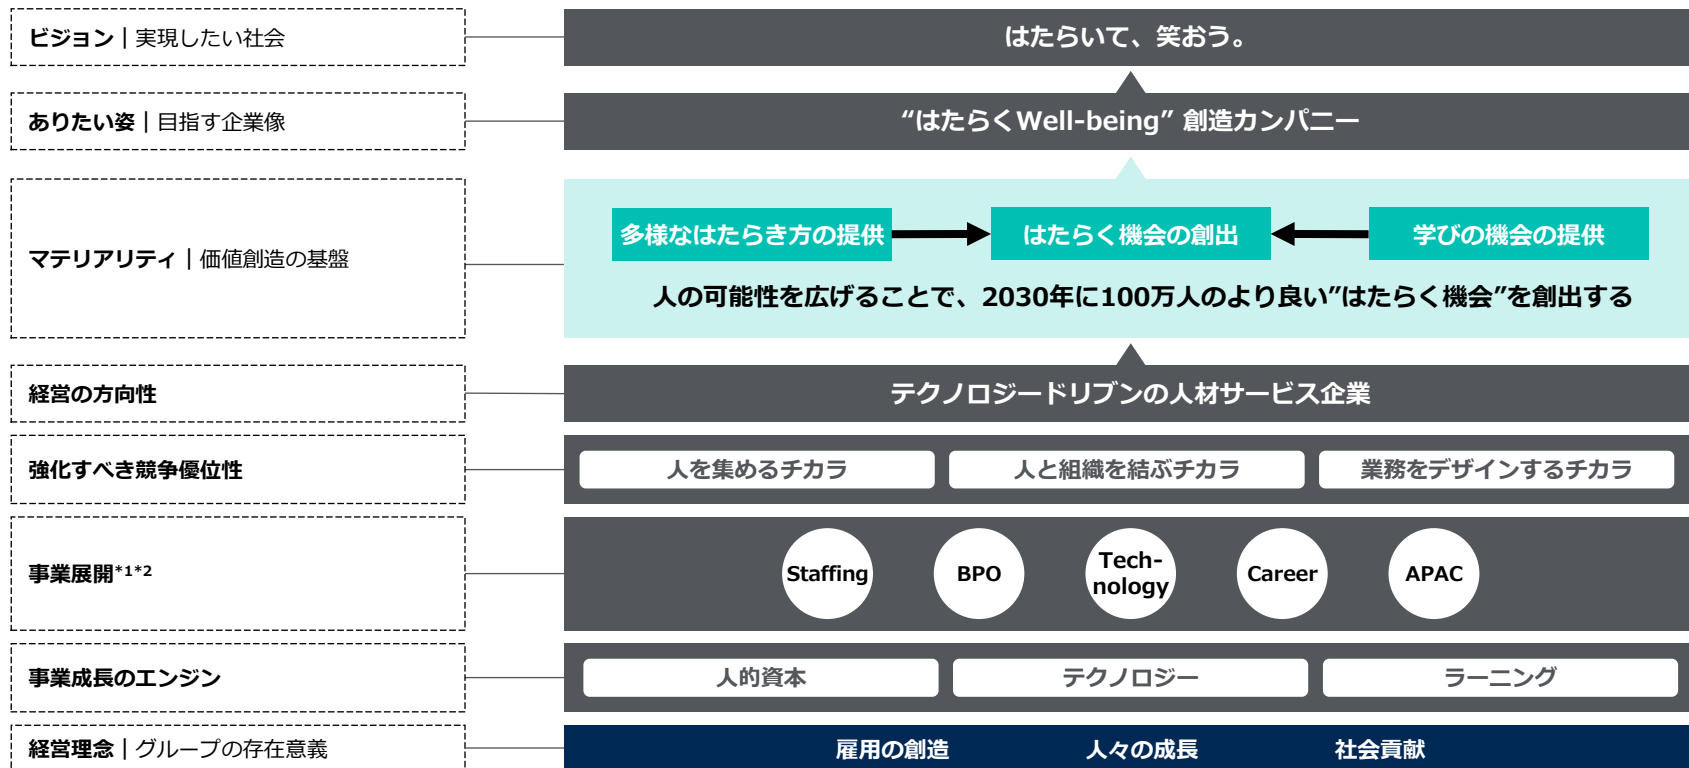 ビジョン｜実現したい社会
はたらいて、笑おう。
ありたい姿｜目指す企業像
“はたらくWell-being” 創造カンパニー
マテリアリティ｜価値創造の基盤
多様なはたらき方の提供
はたらく機会の創出
学びの機会の提供
人の可能性を広げることで、2030年に100万人のより良い”はたらく機会”を創出する
経営の方向性
テクノロジードリブンの人材サービス企業
強化すべき競争優位性
人を集めるチカラ
人と組織を結ぶチカラ
業務をデザインするチカラ
事業展開*1*2
Staffing
BPO
Tech-
nology
Career
APAC
事業成長のエンジン
人的資本
テクノロジー
ラーニング
経営理念｜グループの存在意義
雇用の創造
人々の成長
社会貢献